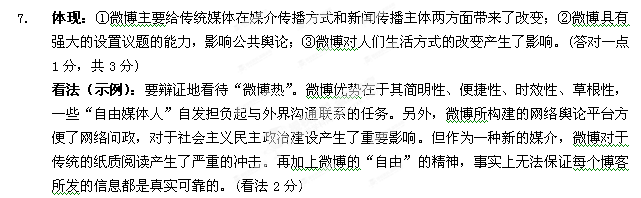 7. 体现：①微博主要给传统媒体在媒介传播方式和新闻传播主体两方面带来了改变；②微博具有
强大的设置议题的能力，影响公共舆论；③微博对人们生活方式的改变产生了影响。(答对一点
1 分，共 3 分)
看法（示例）：要辩证地看待“微博热”。微博优势在于其简明性、便捷性、时效性、草根性，
一些“自由媒体人”自发担负起与外界沟通联系的任务。另外，微博所构建的网络舆论平台方
便了网络问政，对于社会主义民主政治建设产生了重要影响。但作为一种新的媒介，微博对于
传统的纸质阅读产生了严重的冲击。再加上微博的“自由”的精神，事实上无法保证每个博客
所发的信息都是真实可靠的。(看法 2 分)